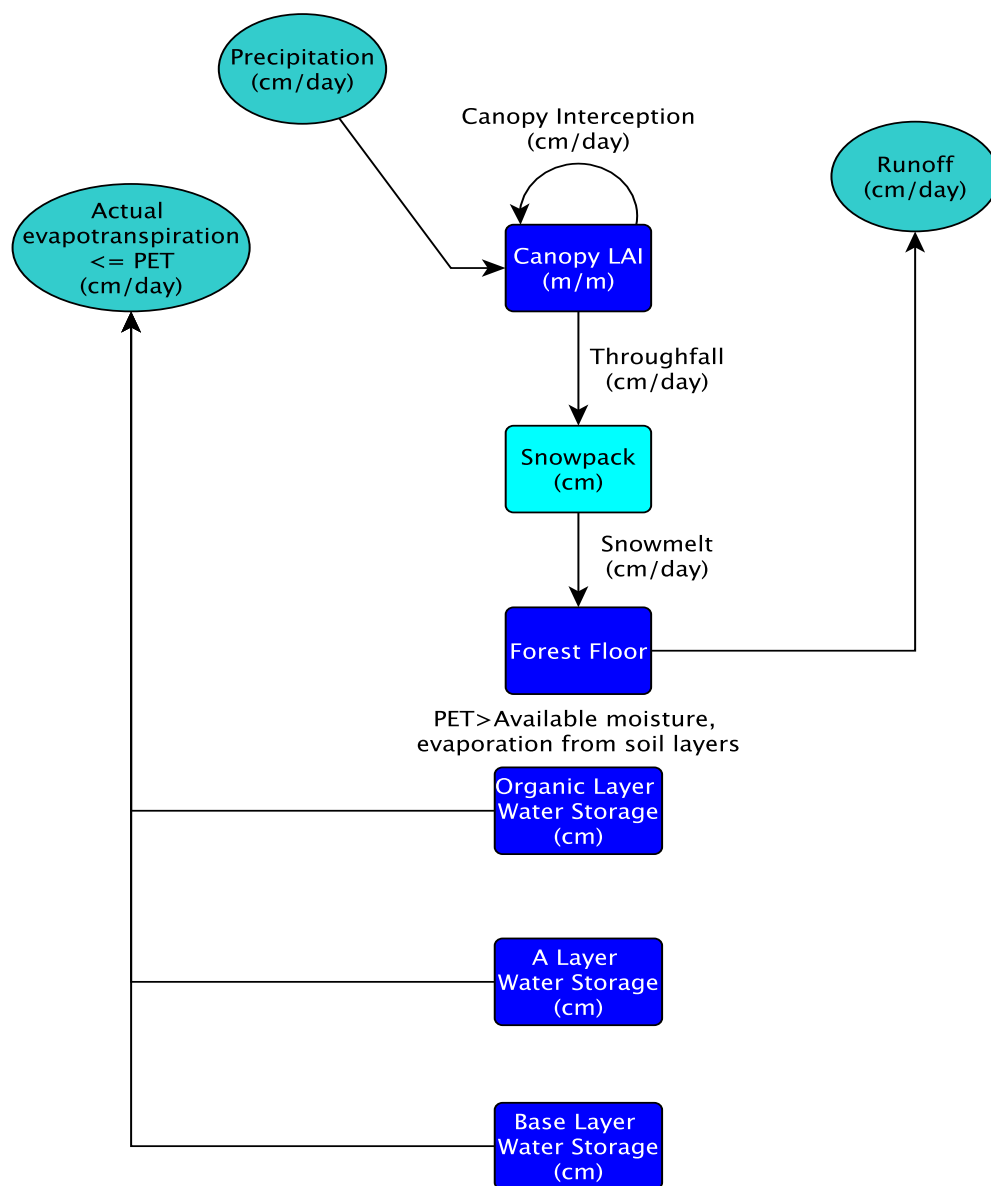 Precipitation
(cm/day)
Canopy Interception
(cm/day)
Runoff
(cm/day)
Actual
evapotranspiration
<= PET
(cm/day)
Canopy LAI
(m/m)
Throughfall
(cm/day)
Snowpack
(cm)
Snowmelt
(cm/day)
Forest Floor
PET>Available moisture,
evaporation from soil layers
Organic Layer
Water Storage
(cm)
A Layer
Water Storage
(cm)
Base Layer
Water Storage
(cm)